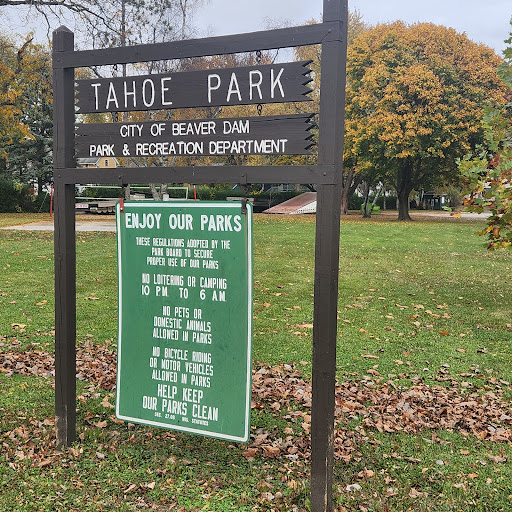 TAHOE PARK
CITY OF BEAVER DAM
PARK & RECREATION DEPARTMENT
ENJOY OUR PARKS
THESE REGULATIONS ADOPTED BY THE
PARK BOARD TO SECURE
PROPER USE OF OUR PARKS
NO LOITERING OR CAMPING
10 P.M. TO 6 A.M.
NO PETS OR
DOMESTIC ANIMALS
ALLOWED IN PARKS
NO BICYCLE RIDING
OR MOTOR VEHICLES
ALLOWED IN PARKS
HELP KEEP
OUR PARKS CLEAN